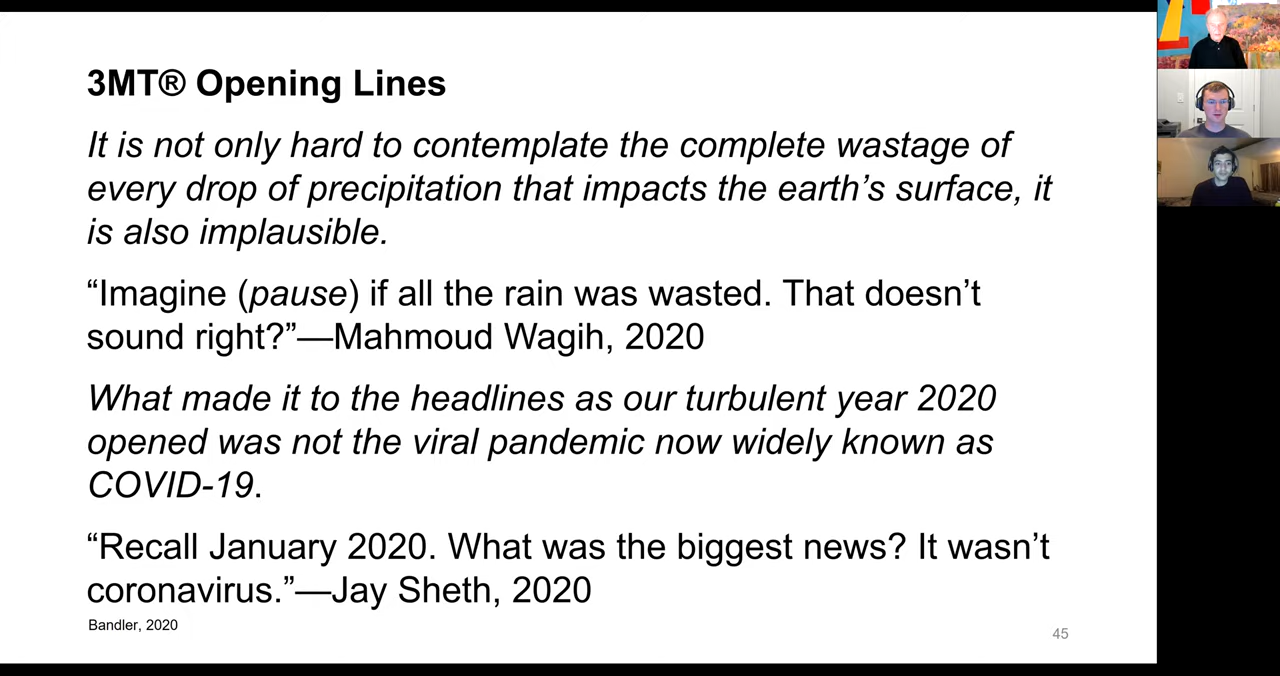 3MT® Opening Lines
It is not only hard to contemplate the complete wastage of
every drop of precipitation that impacts the earth’s surface, it
is also implausible.
“Imagine (pause) if all the rain was wasted. That doesn’t
sound right?”—Mahmoud Wagih, 2020
What made it to the headlines as our turbulent year 2020
opened was not the viral pandemic now widely known as
COVID-19.
“Recall January 2020. What was the biggest news? It wasn’t
coronavirus.”—Jay Sheth, 2020
Bandler, 2020
45